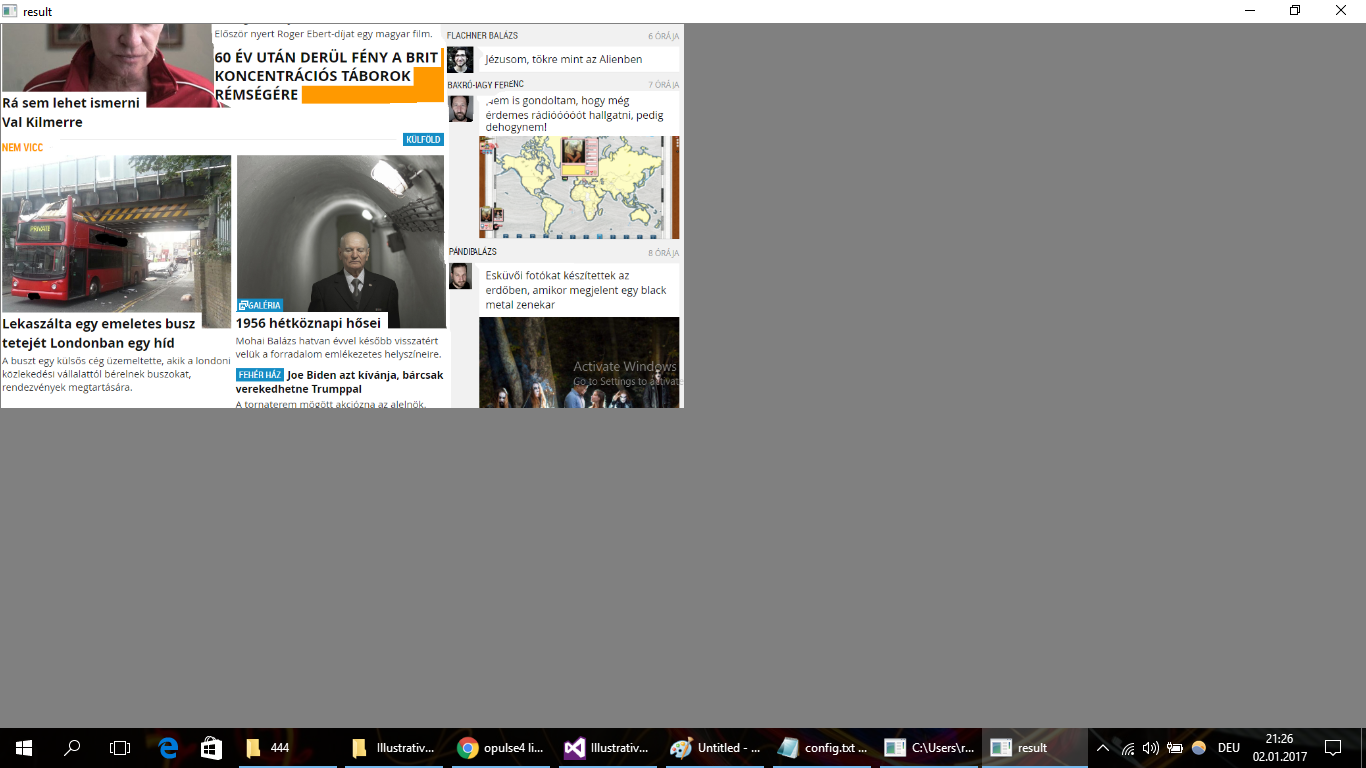 result
Először nyert Roger Ebert-díjat egy magyar film.
60 ÉV UTÁN DERÜL FÉNY A BRIT
KONCENTRÁCIÓS TÁBOROK
RÉMSÉGÉRE
Rá sem lehet ismerni
Val Kilmerre
KÜLFÖLD
NEM VICC
PRIVATE
Lekaszálta egy emeletes busz
tetejét Londonban egy híd
A buszt egy külsős cég üzemeltette, akik a londoni
közlekedési vállalattól bérelnek buszokat,
rendezvények megtartására.
GALÉRIA
1956 hétköznapi hősei
Mohai Balázs hatvan évvel később visszatért
velük a forradalom emlékezetes helyszíneire.
FEHÉR HÁZ Joe Biden azt kívánja, bárcsak
verekedhetne Trumppal
A tornaterem mögött akciózna az alelnök.
FLACHNER BALÁZS 6 ÓRÁJA
Jézusom, tökre mint az Alienben
BAKRÓ-NAGY FERENC 7 ÓRÁJA
Nem is gondoltam, hogy még
érdemes rádióóóóót hallgatni, pedig
dehogynem!
PÁNDIBALÁZS 8 ÓRÁJA
Esküvői fotókat készítettek az
erdőben, amikor megjelent egy black
metal zenekar
Activate Windows
Go to Settings to activate
444
Illustrativ...
opulse4 li...
Illustrativ...
Untitled - ...
config.txt ...
C:\Users\r...
result
DEU
21:26
02.01.2017